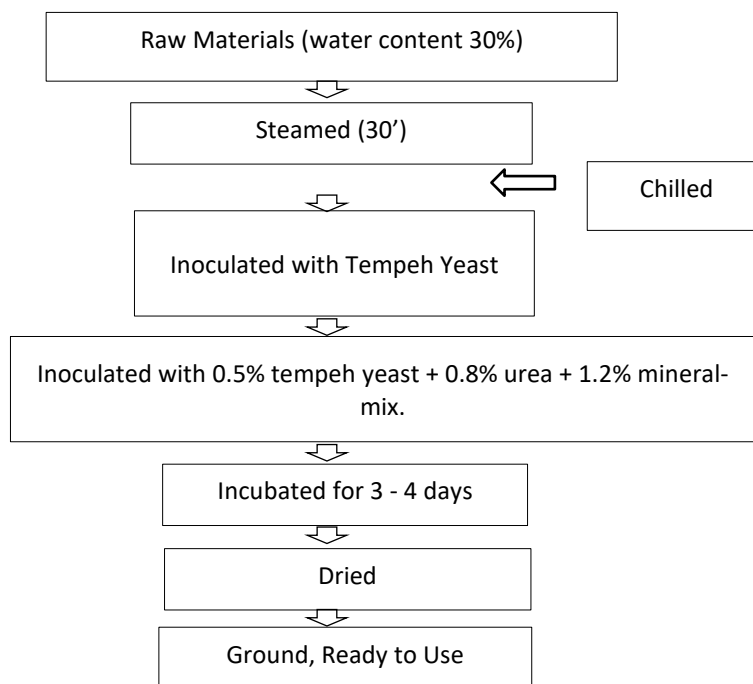 Raw Materials (water content 30%)
Steamed (30’)
Chilled
Inoculated with Tempeh Yeast
Inoculated with 0.5% tempeh yeast + 0.8% urea + 1.2% mineral-
mix.
Incubated for 3 - 4 days
Dried
Ground, Ready to Use